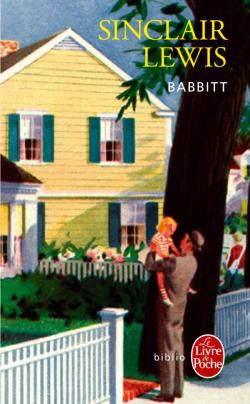 SINCLAIR
LEWIS
BABBITT
biblio
Le
Livre
de
Poche